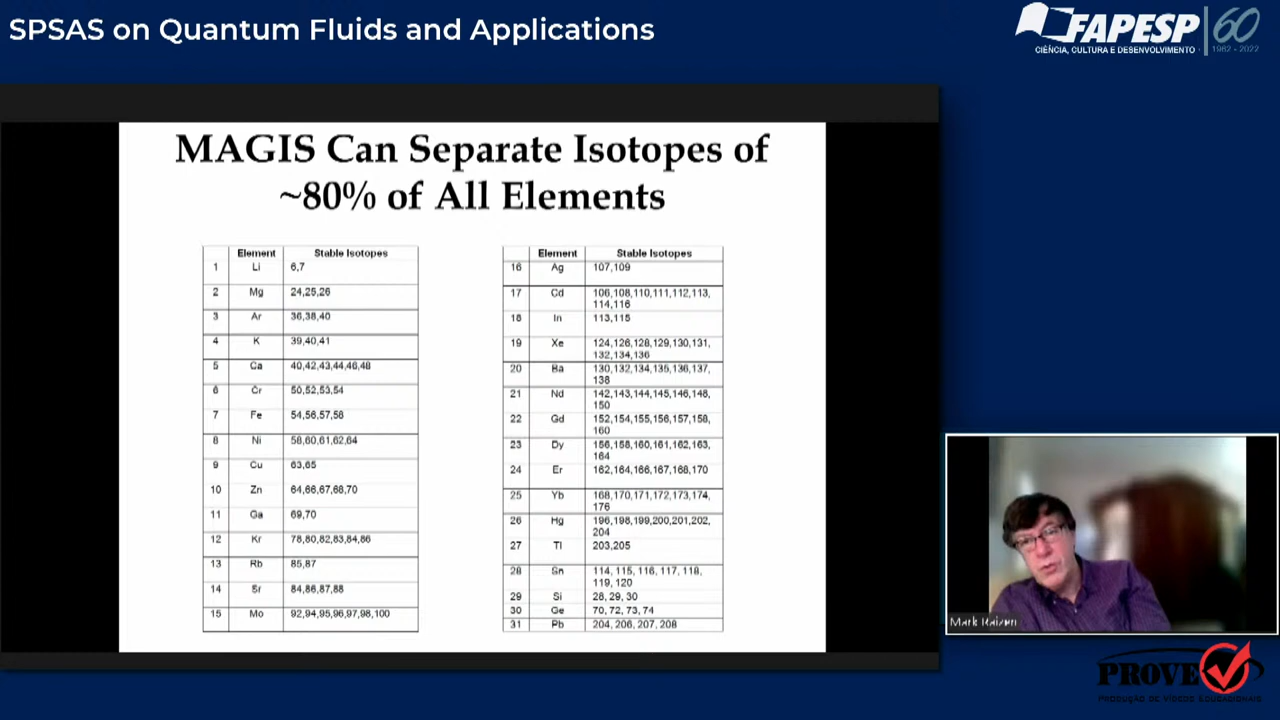 SPSAS on Quantum Fluids and Applications
FAPESP 60
CIÊNCIA, CULTURA E DESENVOLVIMENTO 1962 - 2022
MAGIS Can Separate Isotopes of
~80% of All Elements
Element Stable Isotopes
1 Li 6,7
2 Mg 24,25,26
3 Ar 36,38,40
4 K 39,40,41
5 Ca 40,42,43,44,46,48
6 Cr 50,52,53,54
7 Fe 54,56,57,58
8 Ni 58,60,61,62,64
9 Cu 63,65
10 Zn 64,66,67,68,70
11 Ga 69,70
12 Kr 78,80,82,83,84,86
13 Rb 85,87
14 Sr 84,86,87,88
15 Mo 92,94,95,96,97,98,100
Element Stable Isotopes
16 Ag 107,109
17 Cd 106,108,110,111,112,113,
114,116
18 In 113,115
19 Xe 124,126,128,129,130,131,
132,134,136
20 Ba 130,132,134,135,136,137,
138
21 Nd 142,143,144,145,146,148,
150
22 Gd 152,154,155,156,157,158,
160
23 Dy 156,158,160,161,162,163,
164
24 Er 162,164,166,167,168,170
25 Yb 168,170,171,172,173,174,
176
26 Hg 196,198,199,200,201,202,
204
27 Tl 203,205
28 Sn 114, 115, 116, 117, 118,
119, 120
29 Si 28, 29, 30
30 Ge 70, 72, 73, 74
31 Pb 204, 206, 207, 208
Mark Raizen
PROVE
PRODUÇÃO DE VÍDEOS EDUCACIONAIS